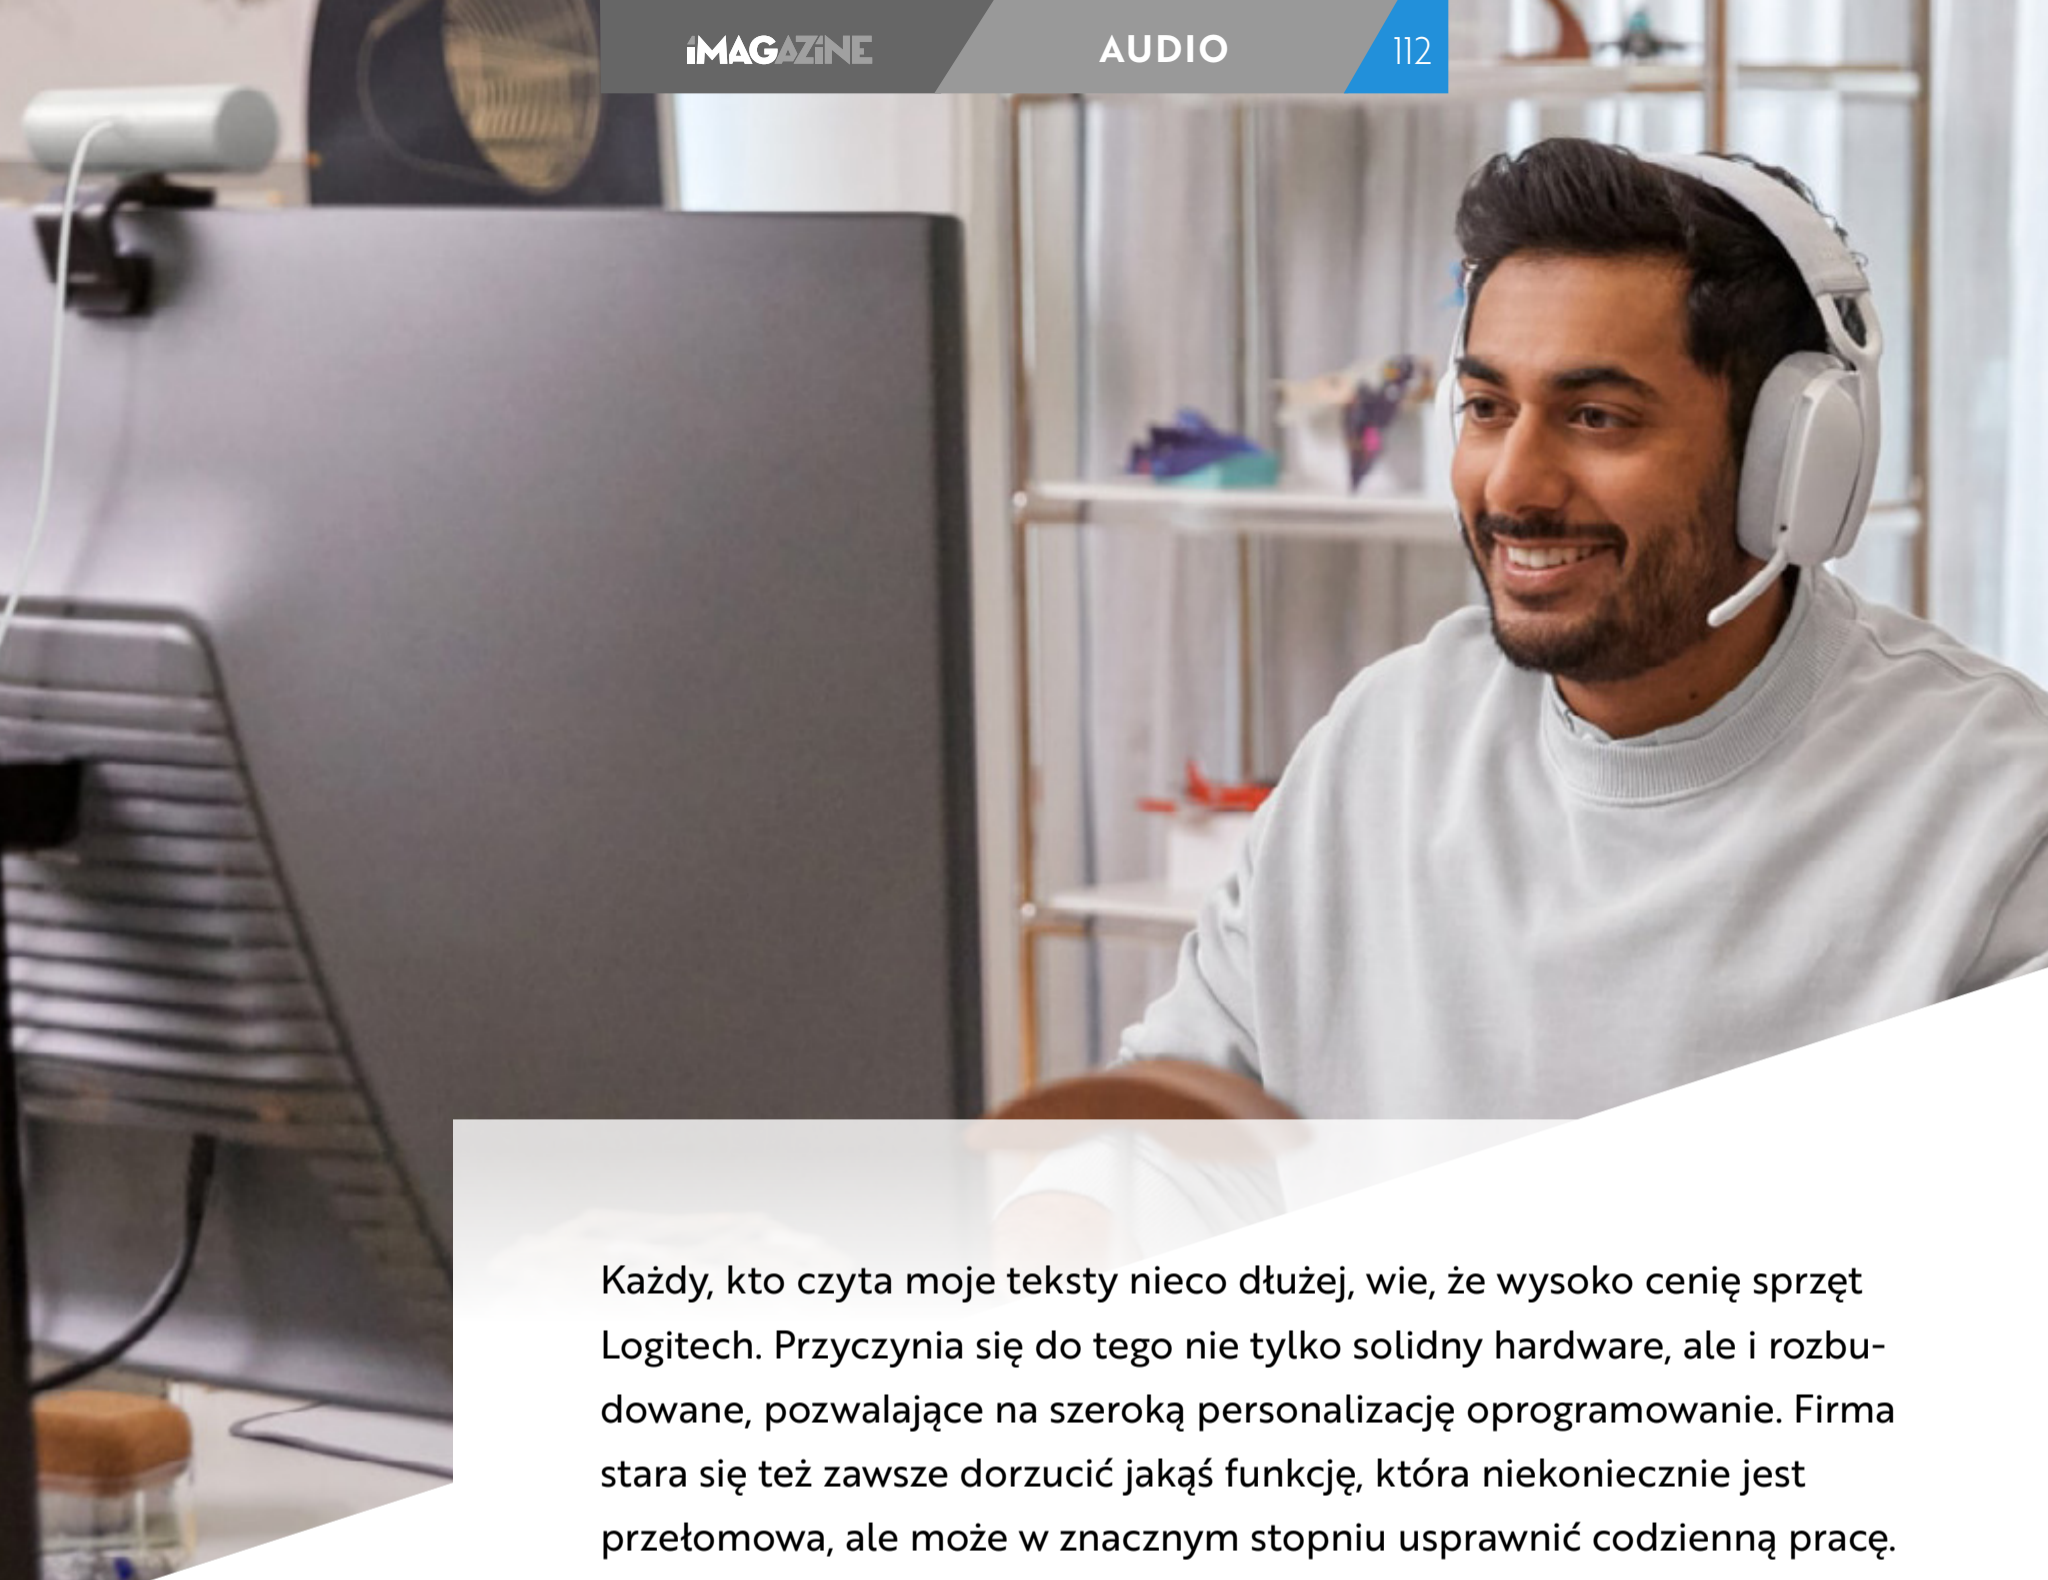 iMAGAZiNE AUDIO 112
Każdy, kto czyta moje teksty nieco dłużej, wie, że wysoko cenię sprzęt
Logitech. Przyczynia się do tego nie tylko solidny hardware, ale i rozbu-
dowane, pozwalające na szeroką personalizację oprogramowanie. Firma
stara się też zawsze dorzucić jakąś funkcję, która niekoniecznie jest
przełomowa, ale może w znacznym stopniu usprawnić codzienną pracę.